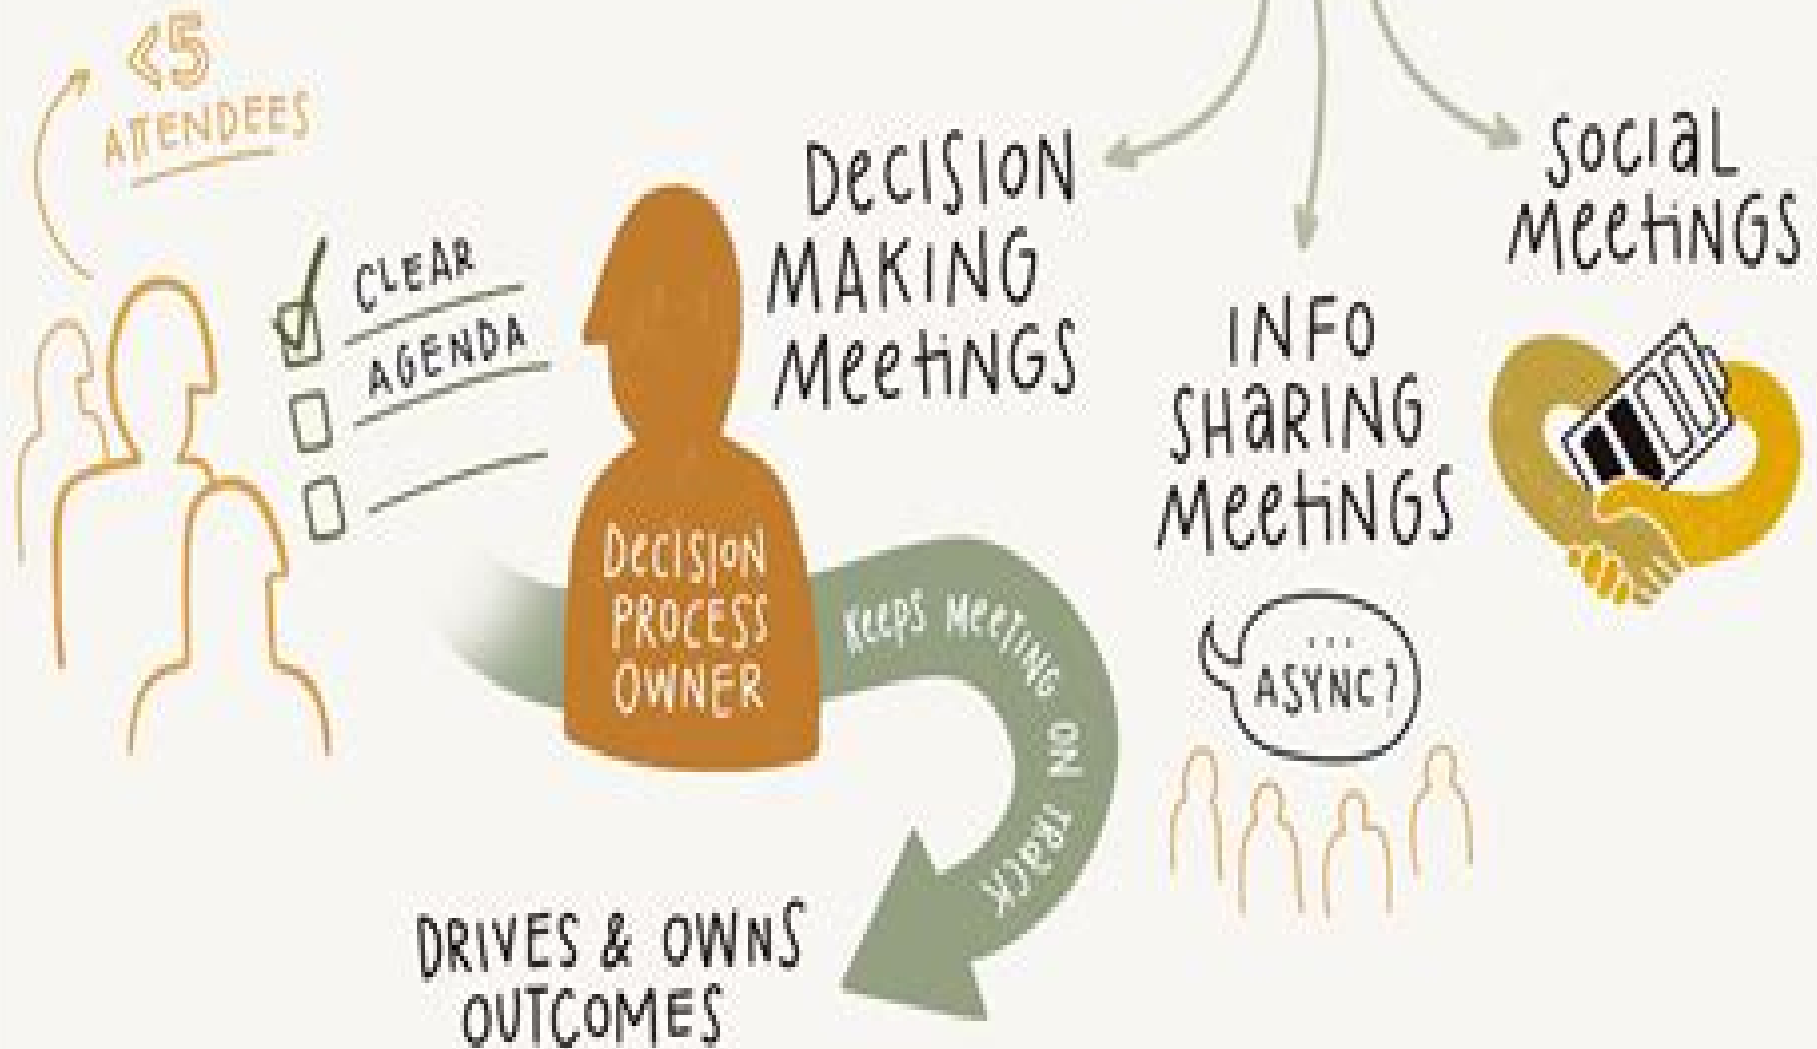 <5
ATTENDEES
CLEAR
AGENDA
DECISION
MAKING
MEETINGS
DECISION
PROCESS
OWNER
KEEPS MEETING ON TRACK
DRIVES & OWNS
OUTCOMES
INFO
SHARING
MEETINGS
...
ASYNC?
SOCIAL
MEETINGS